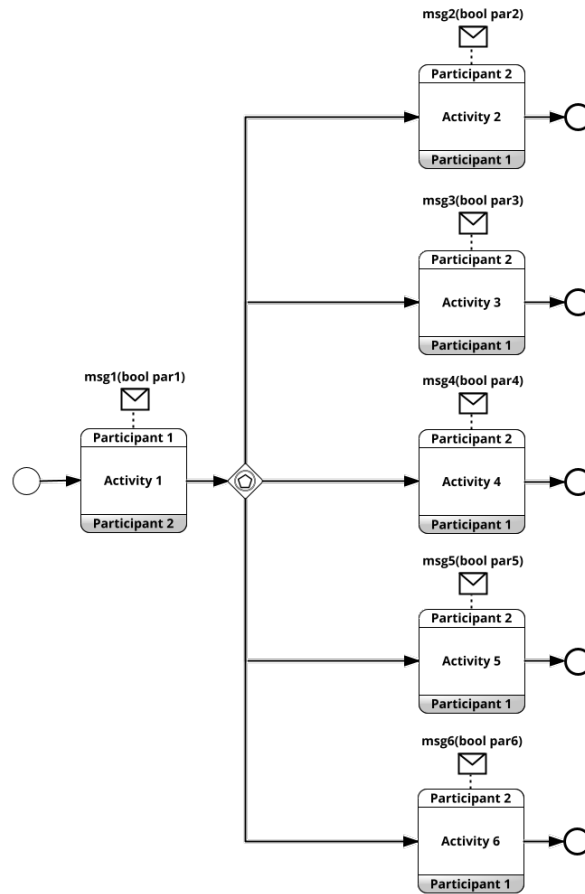 msg2(bool par2)
Participant 2
Activity 2
Participant 1
msg3(bool par3)
Participant 2
Activity 3
Participant 1
msg1(bool par1)
Participant 1
Activity 1
Participant 2
msg4(bool par4)
Participant 2
Activity 4
Participant 1
msg5(bool par5)
Participant 2
Activity 5
Participant 1
msg6(bool par6)
Participant 2
Activity 6
Participant 1